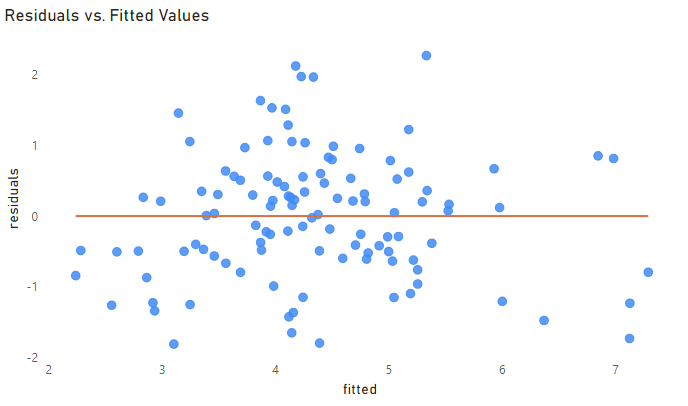 Residuals vs. Fitted Values
2
1
0
-1
-2
residuals
2 3 4 5 6 7
fitted